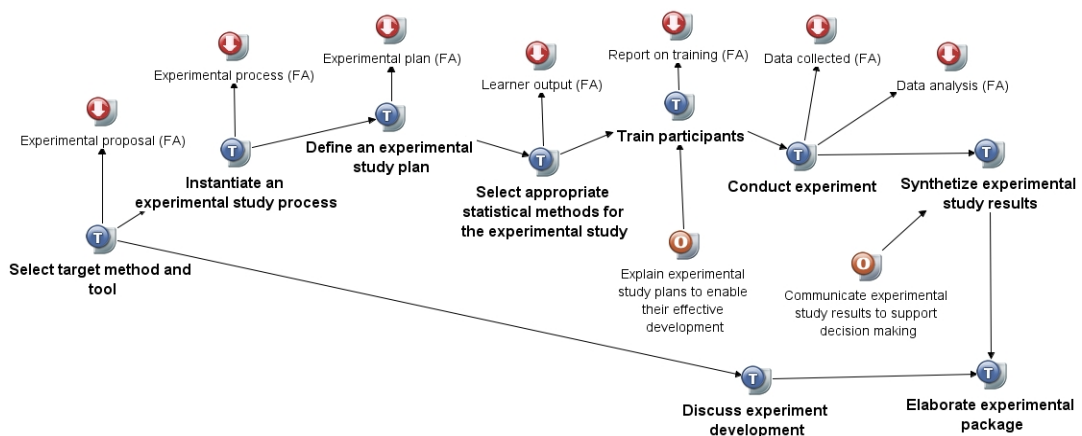 Experimental proposal (FA)
T
Select target method and
tool
Experimental process (FA)
T
Instantiate an
experimental study process
Experimental plan (FA)
T
Define an experimental
study plan
Learner output (FA)
T
Select appropriate
statistical methods for
the experimental study
Report on training (FA)
T
Train participants
O
Explain experimental
study plans to enable
their effective
development
Data collected (FA)
Data analysis (FA)
T
Conduct experiment
T
Synthetize experimental
study results
O
Communicate experimental
study results to support
decision making
T
Discuss experiment
development
T
Elaborate experimental
package